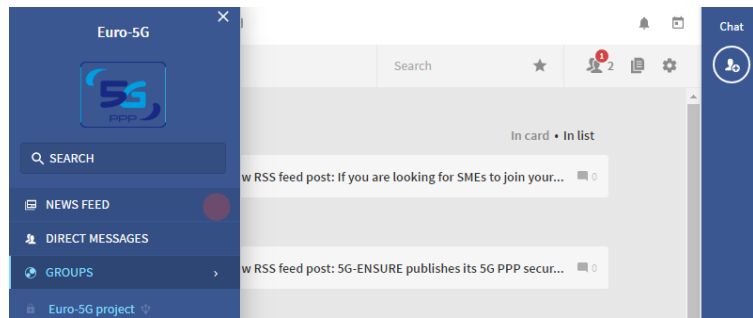 Euro-5G
5G
PPP
SEARCH
NEWS FEED
DIRECT MESSAGES
GROUPS
Euro-5G project
Search
1
2
Chat
In card • In list
w RSS feed post: If you are looking for SMEs to join your... 0
w RSS feed post: 5G-ENSURE publishes its 5G PPP secur... 0